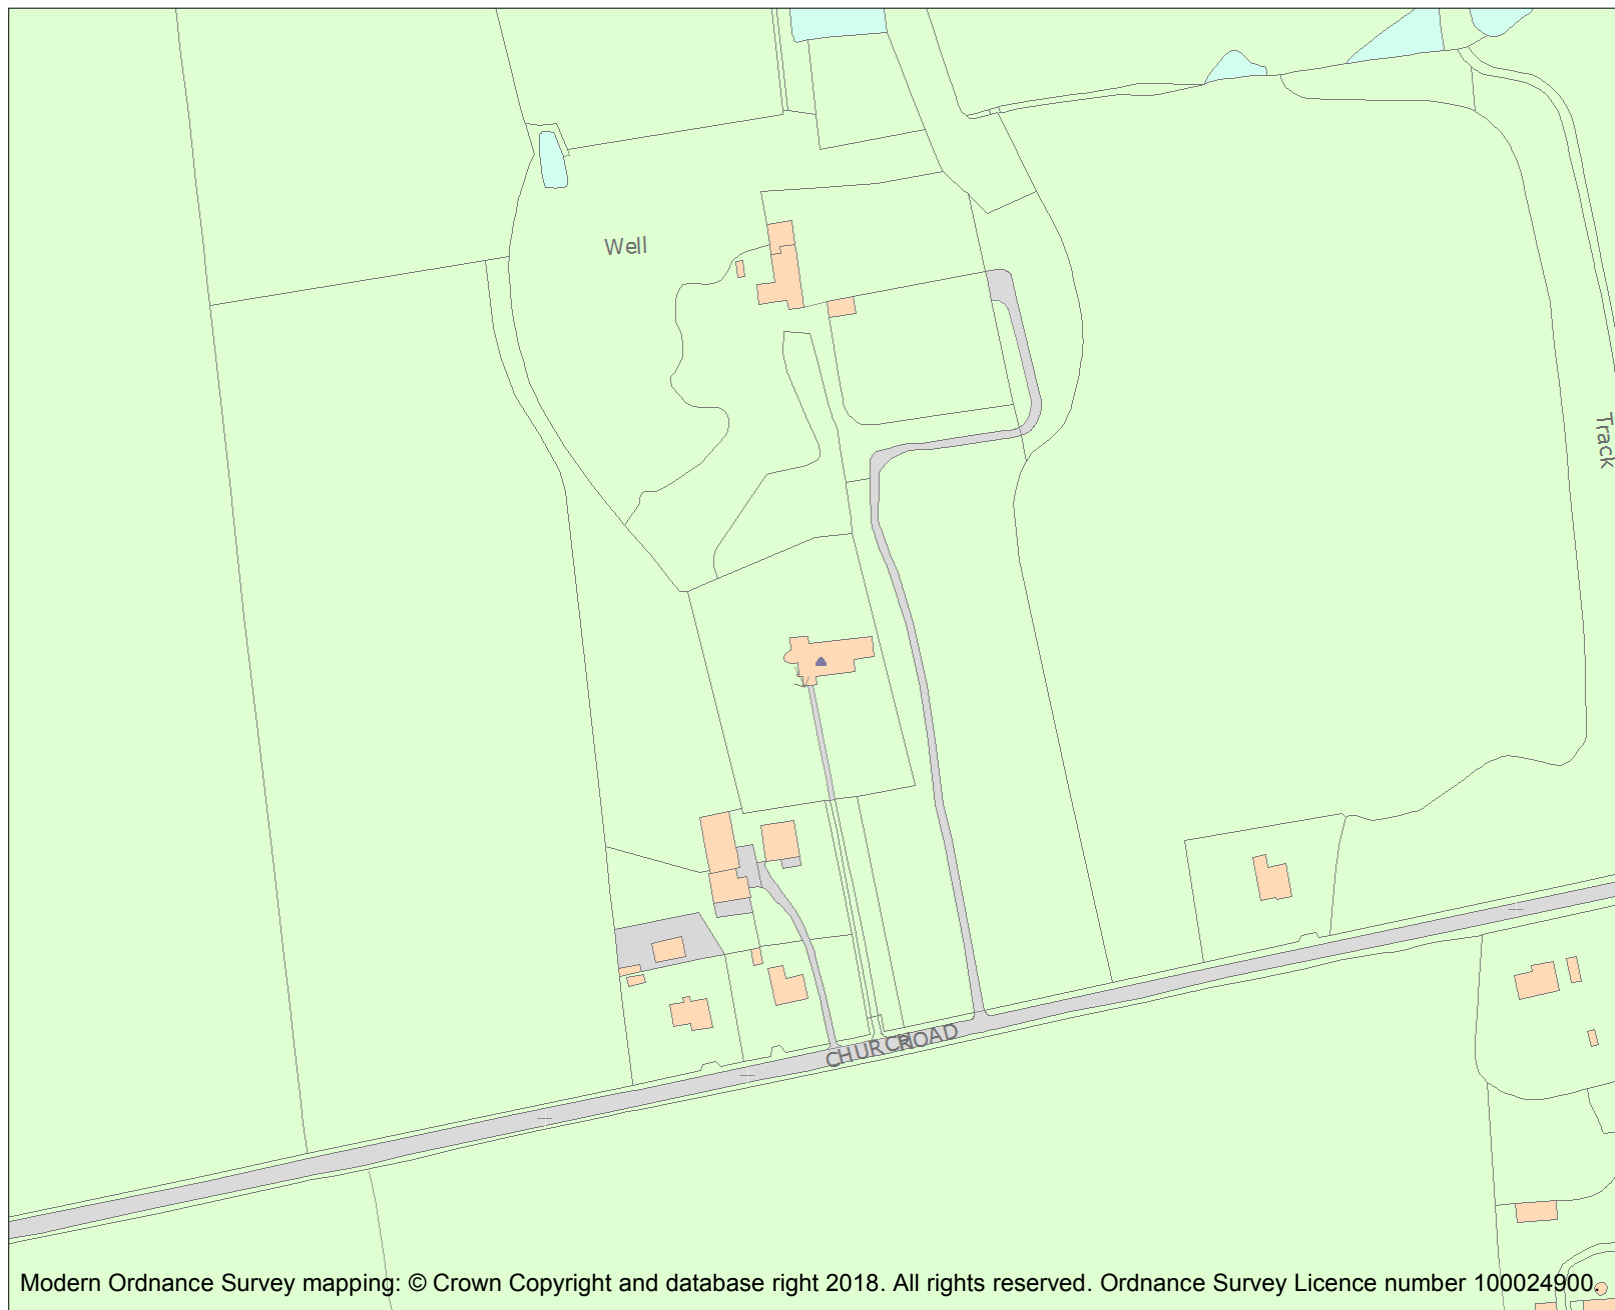 Well
Track
CHURCH ROAD
Modern Ordnance Survey mapping: © Crown Copyright and database right 2018. All rights reserved. Ordnance Survey Licence number 100024900.